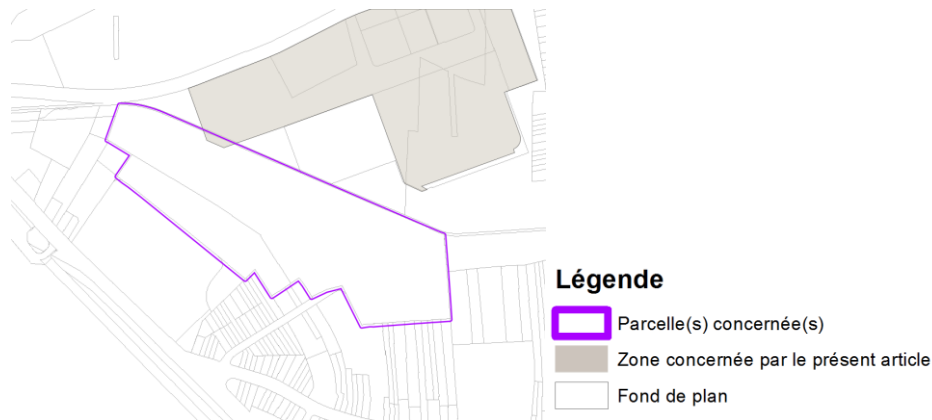 Légende
Parcelle(s) concernée(s)
Zone concernée par le présent article
Fond de plan